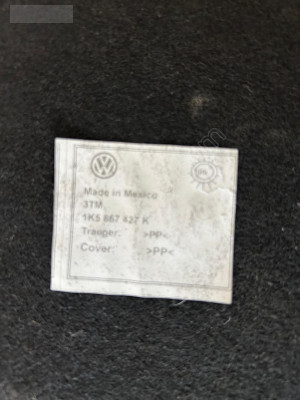 Made in Mexico
3TM
1K5 867 427 K
Traeger: >PP<
Cover: >PP<